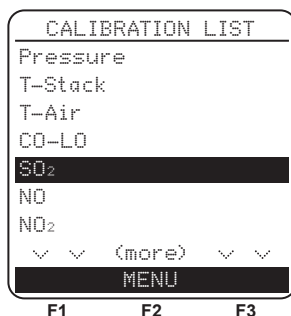 CALIBRATION LIST
Pressure
T-Stack
T-Air
CO-LO
SO₂
NO
NO₂
(more)
MENU
F1 F2 F3